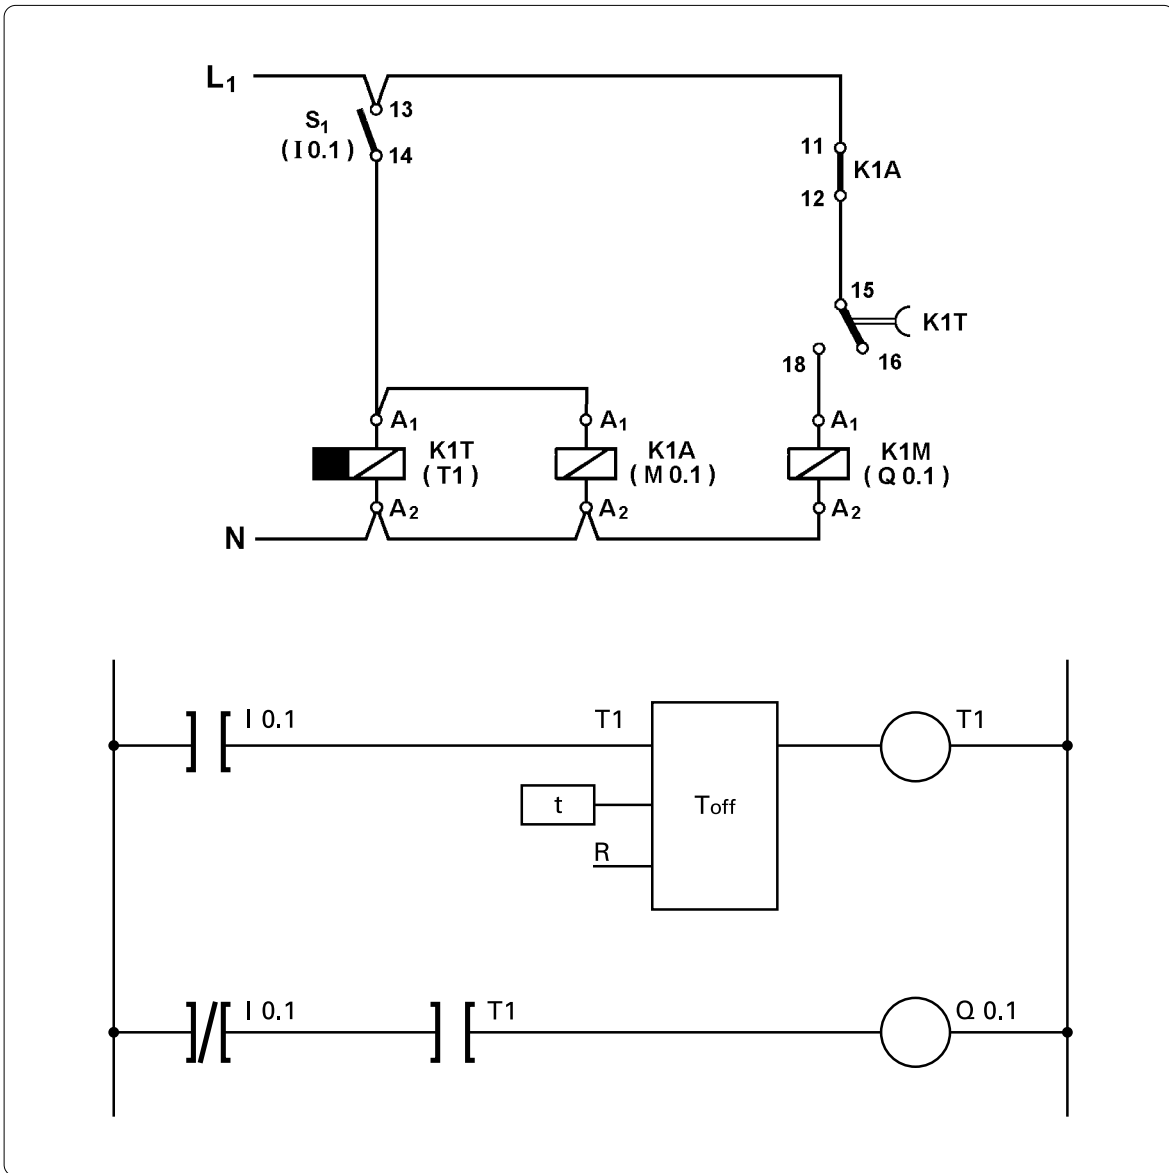 L₁
13
S₁
( I 0.1 )
14
11
K1A
12
15
K1T
18
16
A₁
A₁
A₁
K1T
( T1 )
K1A
( M 0.1 )
K1M
( Q 0.1 )
A₂
A₂
A₂
N
I 0.1
T1
T1
t
Toff
R
I 0.1
T1
Q 0.1